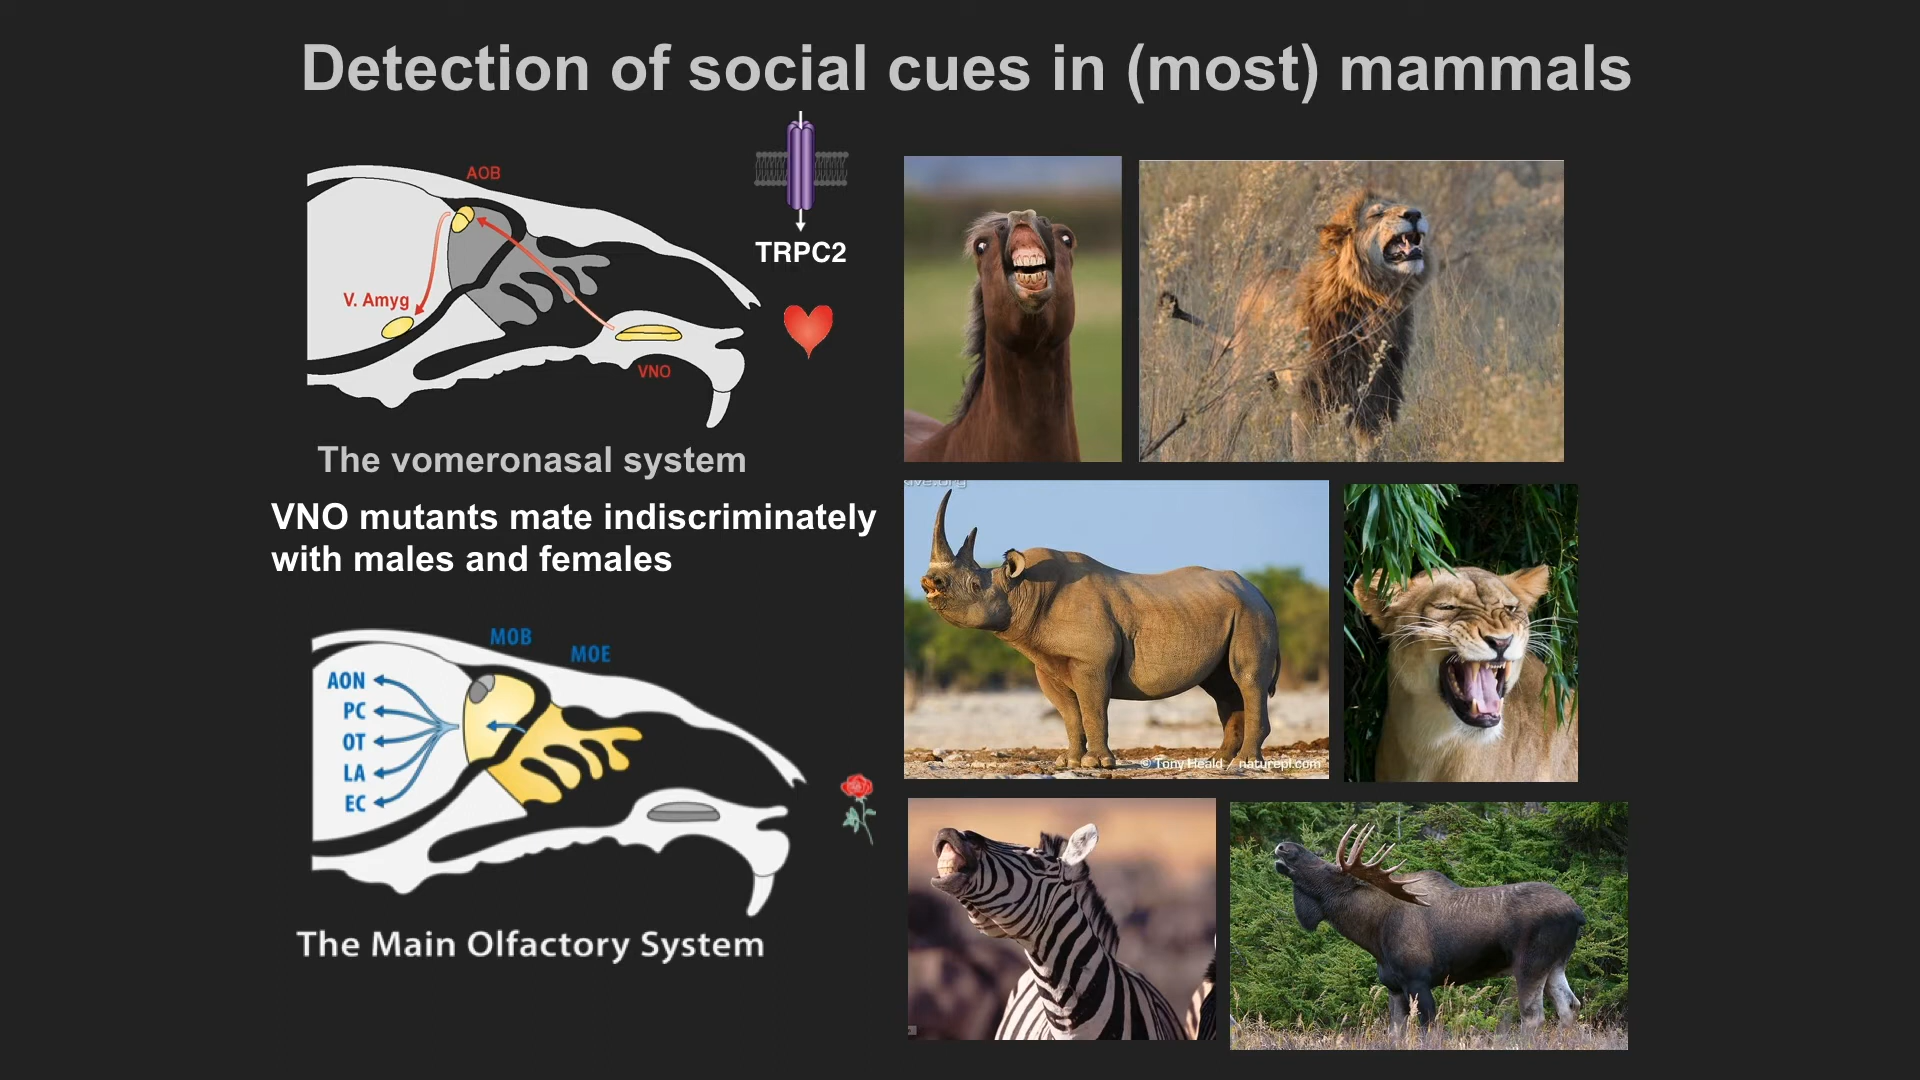 Detection of social cues in (most) mammals
AOB
TRPC2
V. Amyg
VNO
The vomeronasal system
VNO mutants mate indiscriminately
with males and females
MOB
MOE
AON
PC
OT
LA
EC
The Main Olfactory System
© Tony Heald / naturepl.com